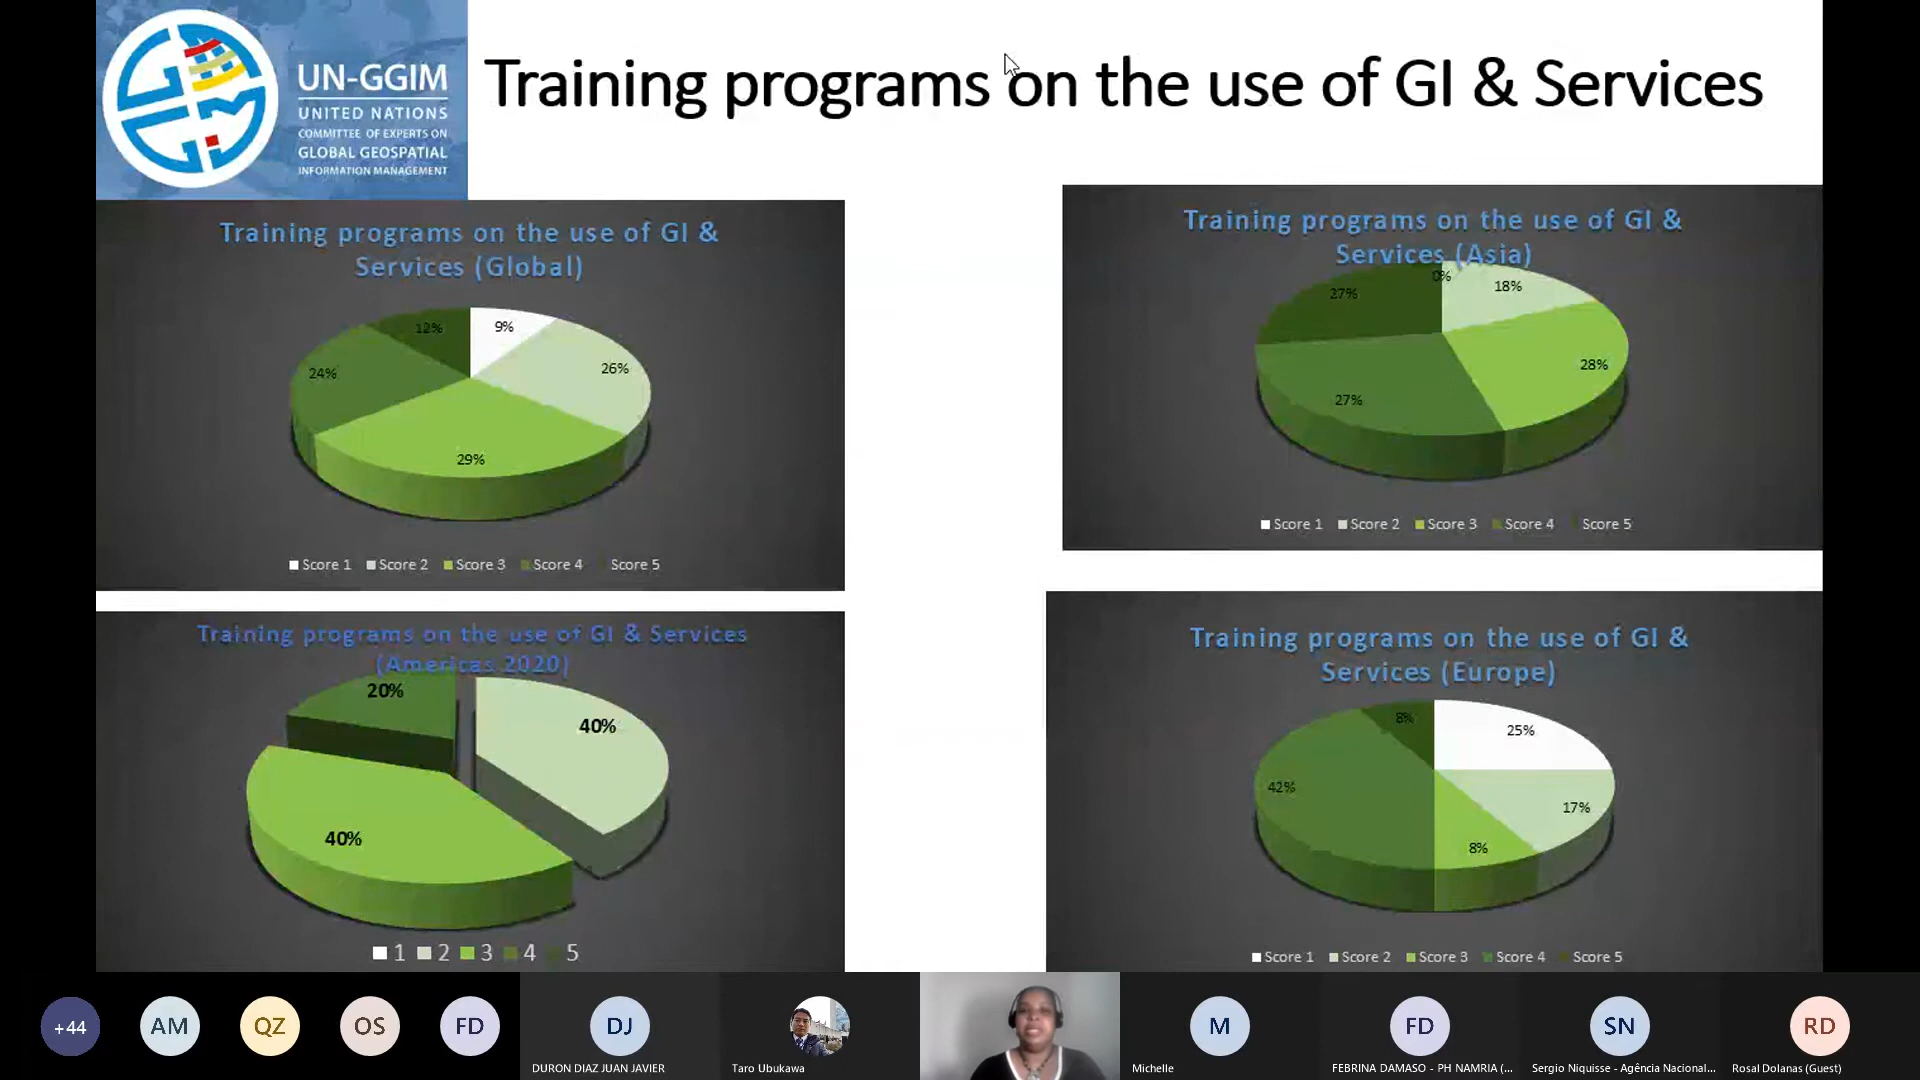 UN-GGIM
UNITED NATIONS
COMMITTEE OF EXPERTS ON
GLOBAL GEOSPATIAL
INFORMATION MANAGEMENT
Training programs on the use of GI & Services
Training programs on the use of GI &
Services (Global)
9%
26%
29%
24%
12%
Score 1 Score 2 Score 3 Score 4 Score 5
Training programs on the use of GI &
Services (Asia)
0%
18%
28%
27%
27%
Score 1 Score 2 Score 3 Score 4 Score 5
Training programs on the use of GI & Services
(Americas 2020)
20%
40%
40%
1 2 3 4 5
Training programs on the use of GI &
Services (Europe)
8%
25%
17%
8%
42%
Score 1 Score 2 Score 3 Score 4 Score 5
+44
AM
QZ
OS
FD
DJ
DURON DIAZ JUAN JAVIER
Taro Ubukawa
M
Michelle
FD
FEBRINA DAMASO - PH NAMRIA (...
SN
Sergio Niquisse - Agência Nacional...
RD
Rosal Dolanas (Guest)